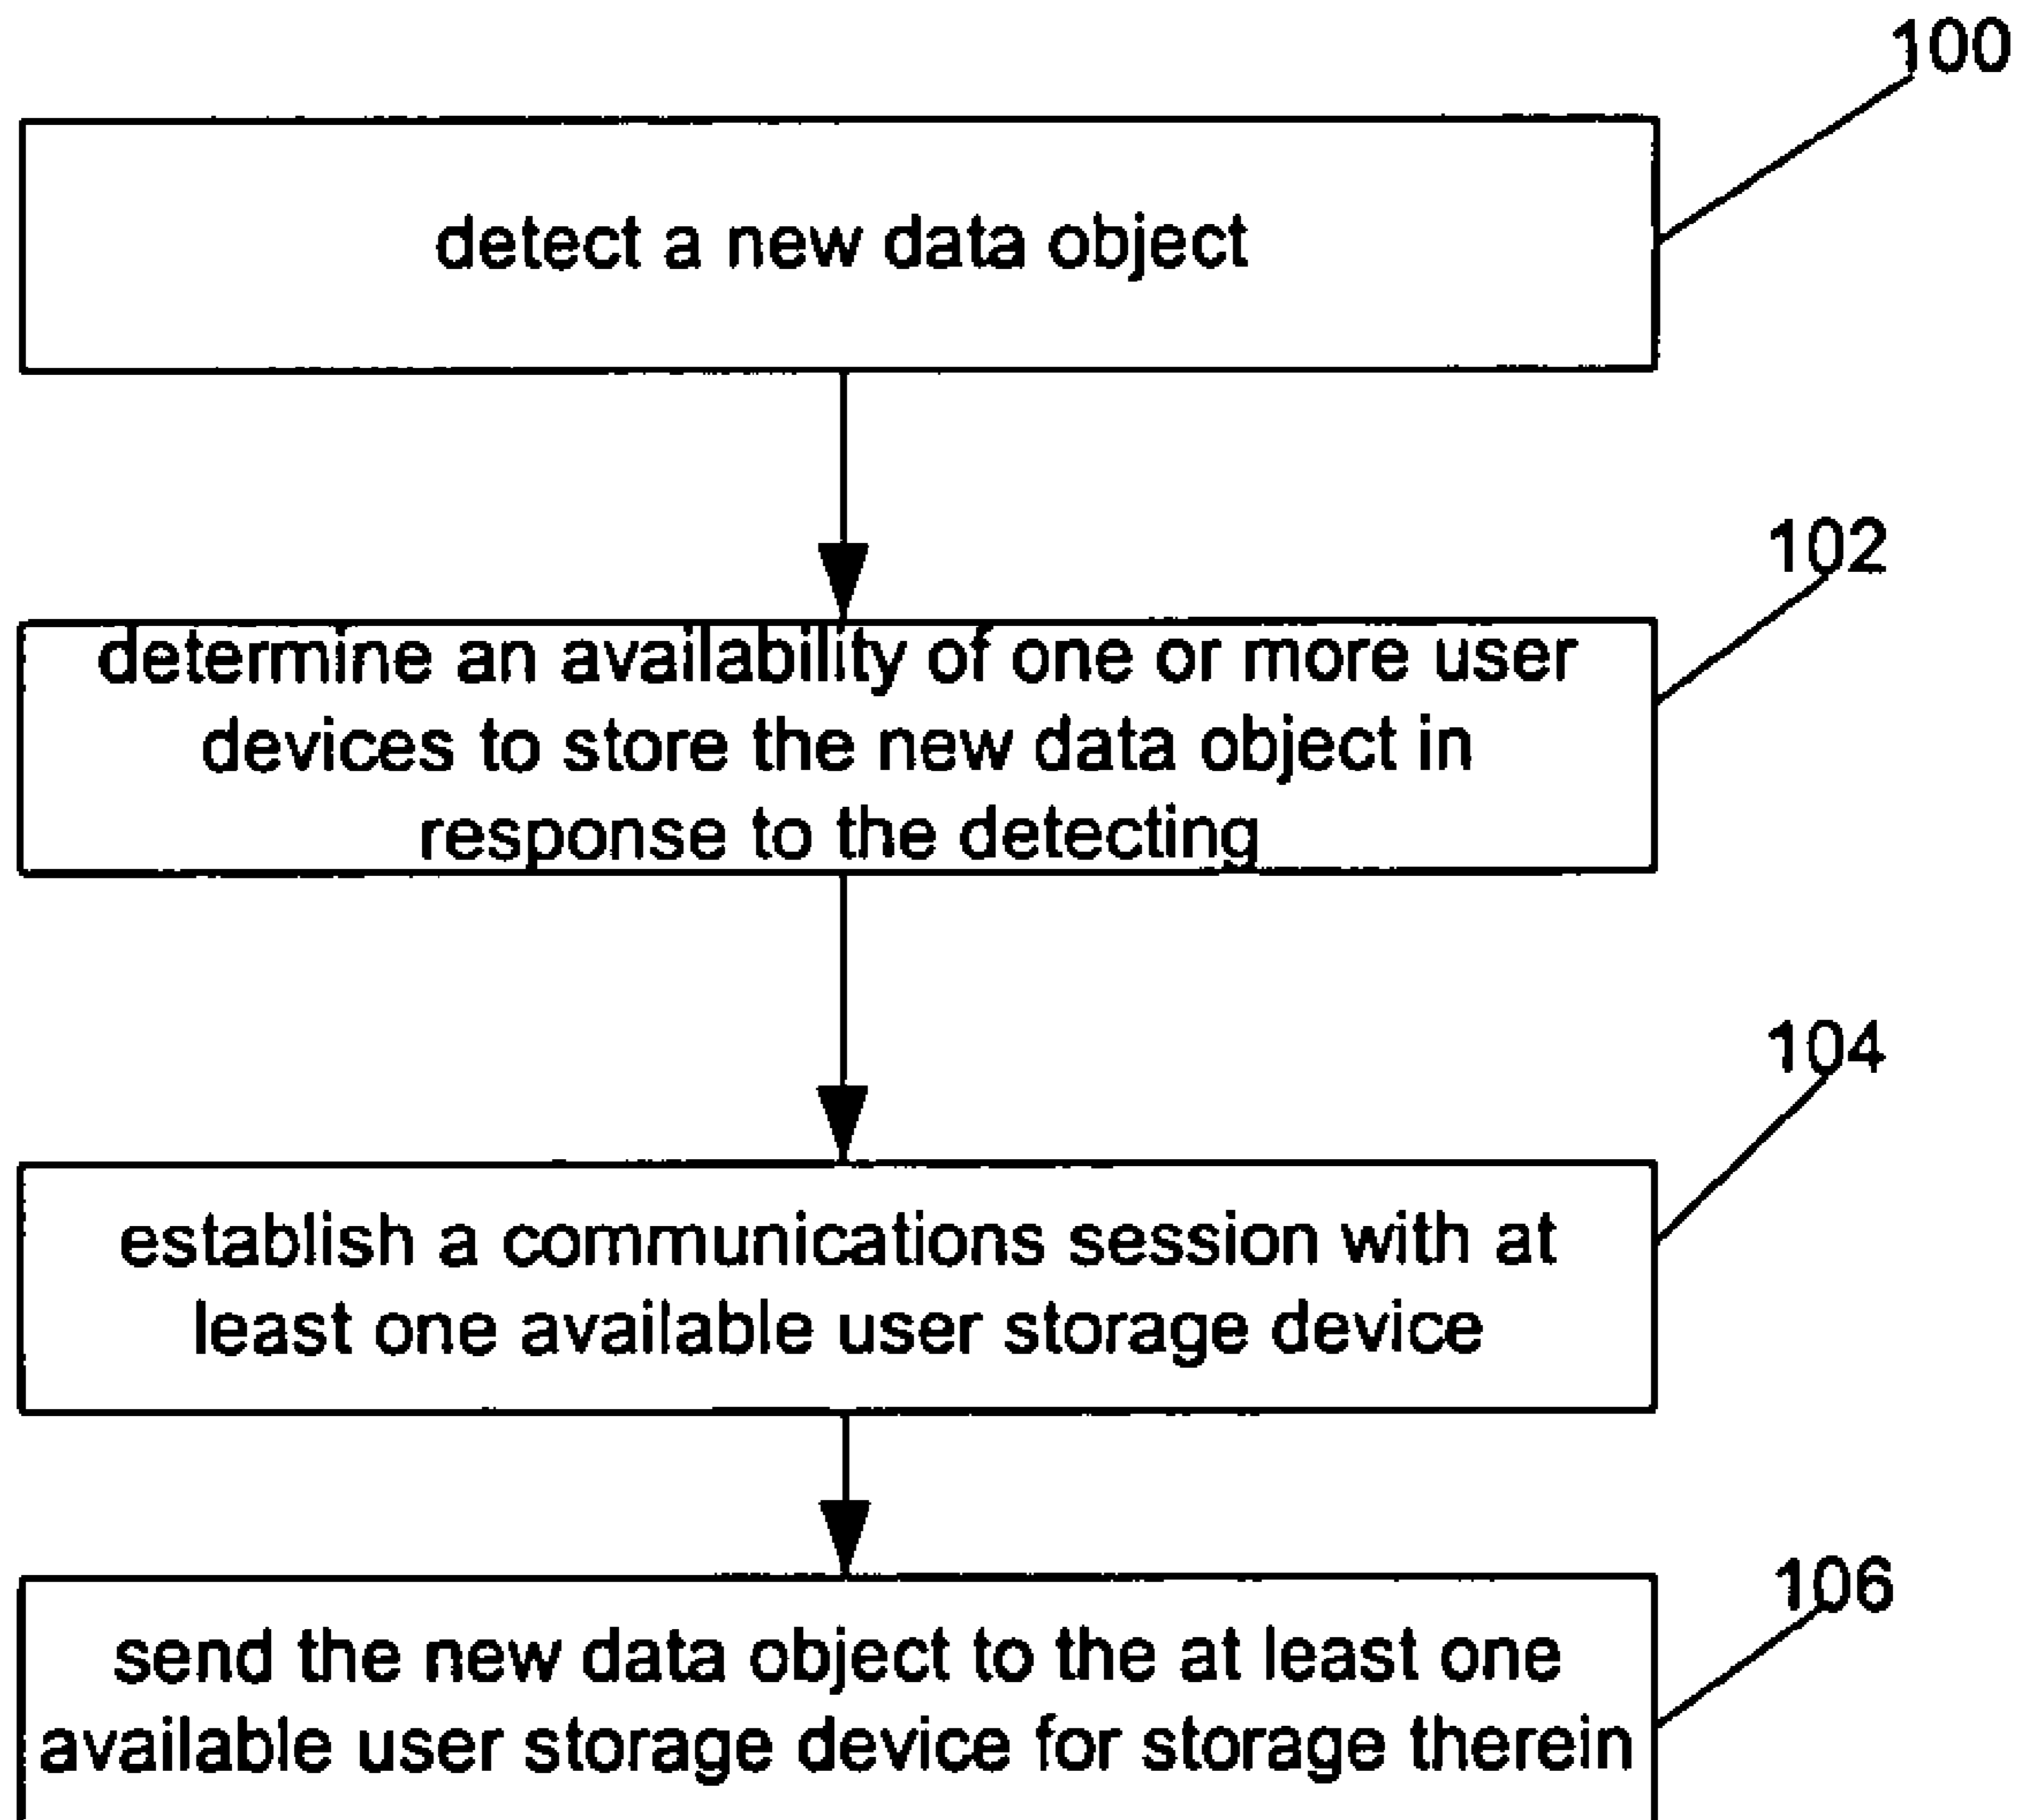 100
detect a new data object
102
determine an availability of one or more user
devices to store the new data object in
response to the detecting
104
establish a communications session with at
least one available user storage device
106
send the new data object to the at least one
available user storage device for storage therein